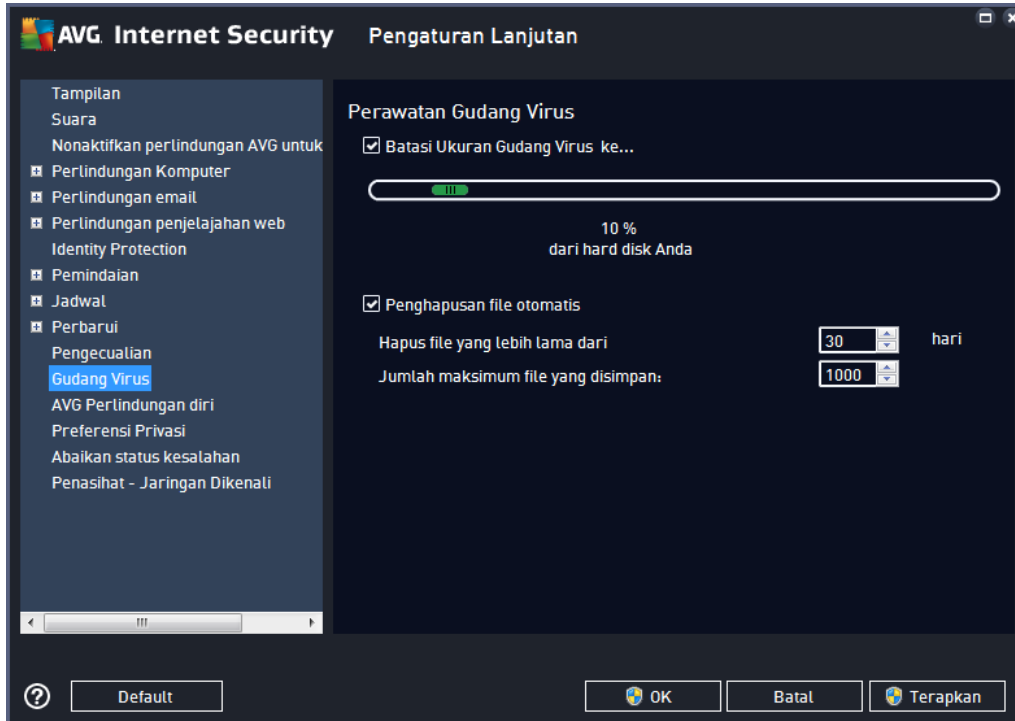 AVG. Internet Security Pengaturan Lanjutan
Tampilan
Suara
Nonaktifkan perlindungan AVG untuk
Perlindungan Komputer
Perlindungan email
Perlindungan penjelajahan web
Identity Protection
Pemindaian
Jadwal
Perbarui
Pengecualian
Gudang Virus
AVG Perlindungan diri
Preferensi Privasi
Abaikan status kesalahan
Penasihat - Jaringan Dikenali
Perawatan Gudang Virus
Batasi Ukuran Gudang Virus ke...
10 %
dari hard disk Anda
Penghapusan file otomatis
Hapus file yang lebih lama dari 30 hari
Jumlah maksimum file yang disimpan: 1000
? Default OK Batal Terapkan